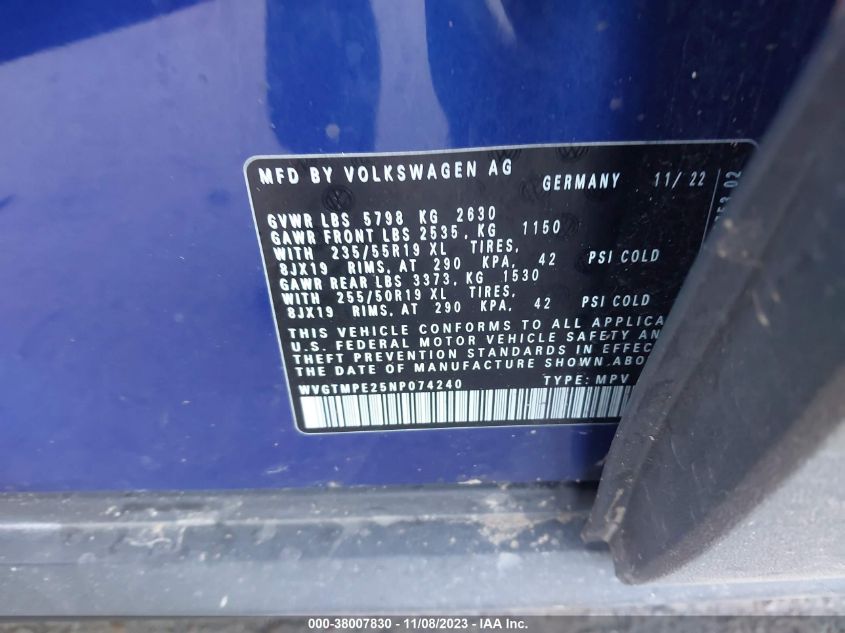 MFD BY VOLKSWAGEN AG GERMANY 11/ 22
GVWR LBS 5798 KG 2630
GAWR FRONT LBS 2535, KG 1150
WITH 235/55R19 XL TIRES,
8JX19 RIMS, AT 290 KPA, 42 PSI COLD
GAWR REAR LBS 3373, KG 1530
WITH 255/50R19 XL TIRES,
8JX19 RIMS, AT 290 KPA, 42 PSI COLD
THIS VEHICLE CONFORMS TO ALL APPLICA
U.S. FEDERAL MOTOR VEHICLE SAFETY AN
THEFT PREVENTION STANDARDS IN EFFEC
THE DATE OF MANUFACTURE SHOWN ABO
WVGTMPE25NP074240 TYPE: MPV
000-38007830 - 11/08/2023 - IAA Inc.